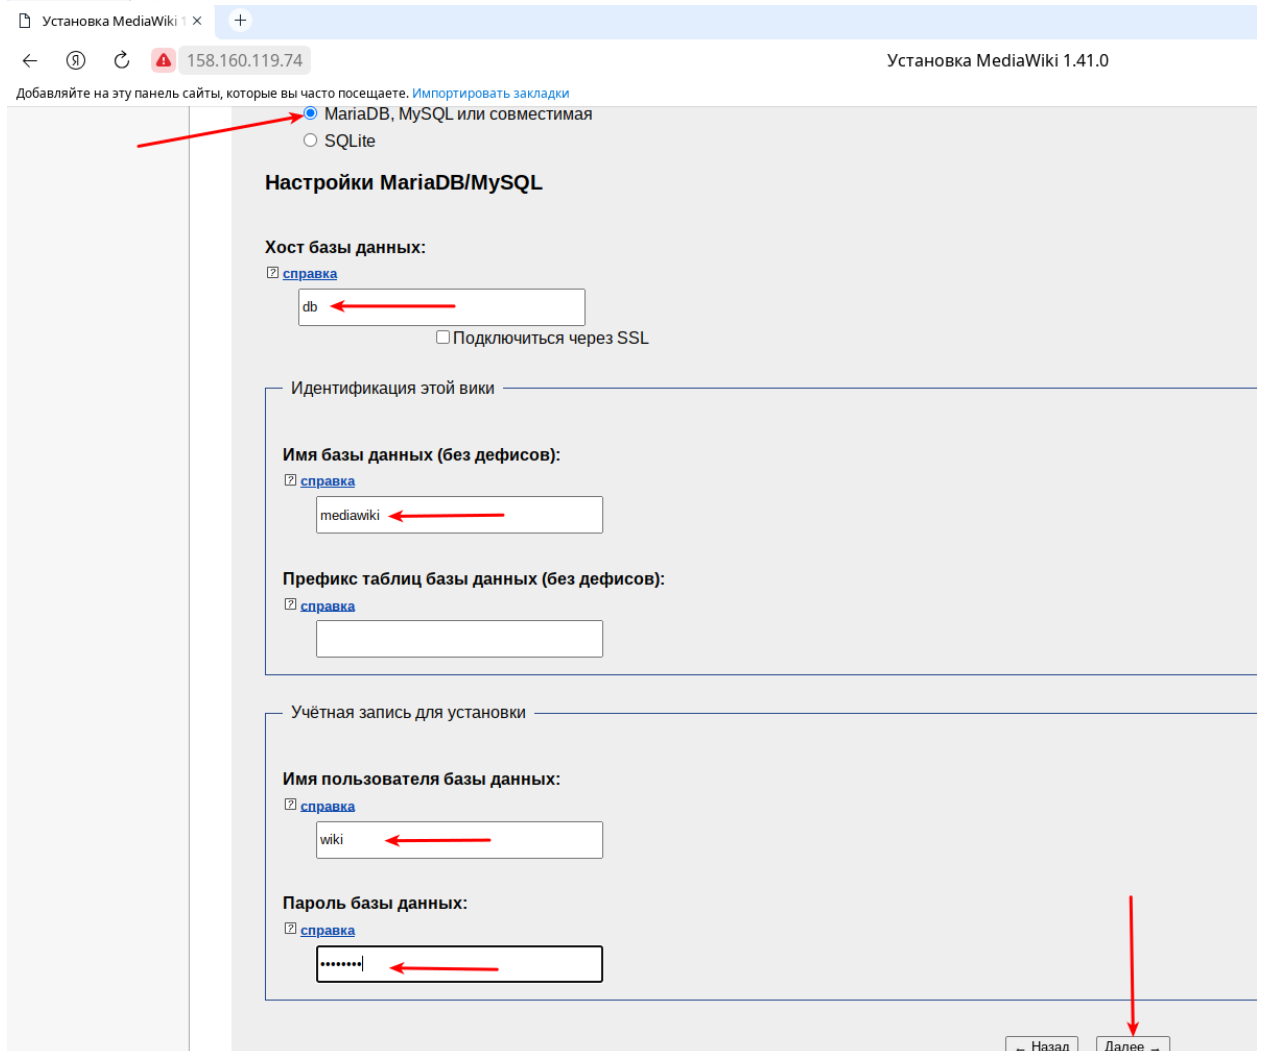 Установка MediaWiki 1
158.160.119.74
Установка MediaWiki 1.41.0
Добавляйте на эту панель сайты, которые вы часто посещаете. Импортировать закладки
MariaDB, MySQL или совместимая
SQLite
Настройки MariaDB/MySQL
Хост базы данных:
справка
db
Подключиться через SSL
Идентификация этой вики
Имя базы данных (без дефисов):
справка
mediawiki
Префикс таблиц базы данных (без дефисов):
справка
Учётная запись для установки
Имя пользователя базы данных:
справка
wiki
Пароль базы данных:
справка
••••••••
← Назад
Далее →